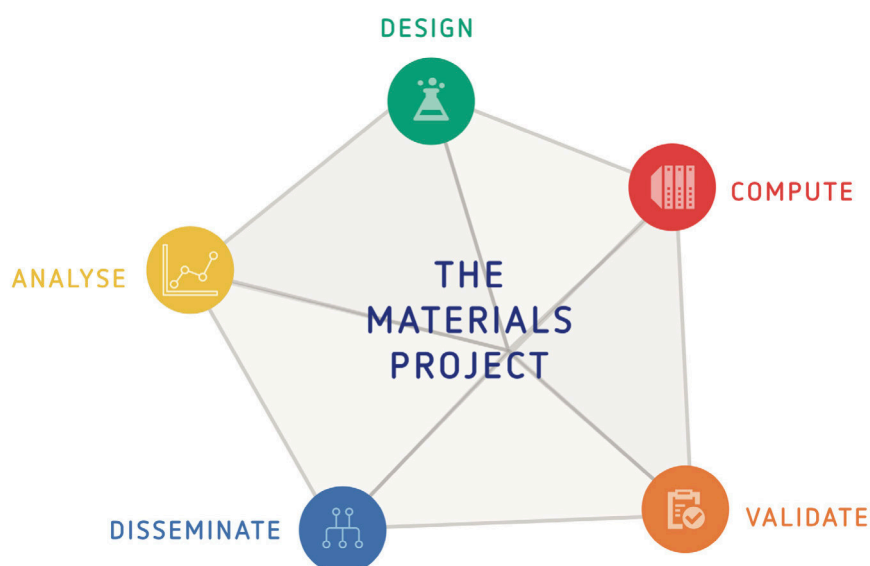 DESIGN
COMPUTE
ANALYSE
THE
MATERIALS
PROJECT
DISSEMINATE
VALIDATE